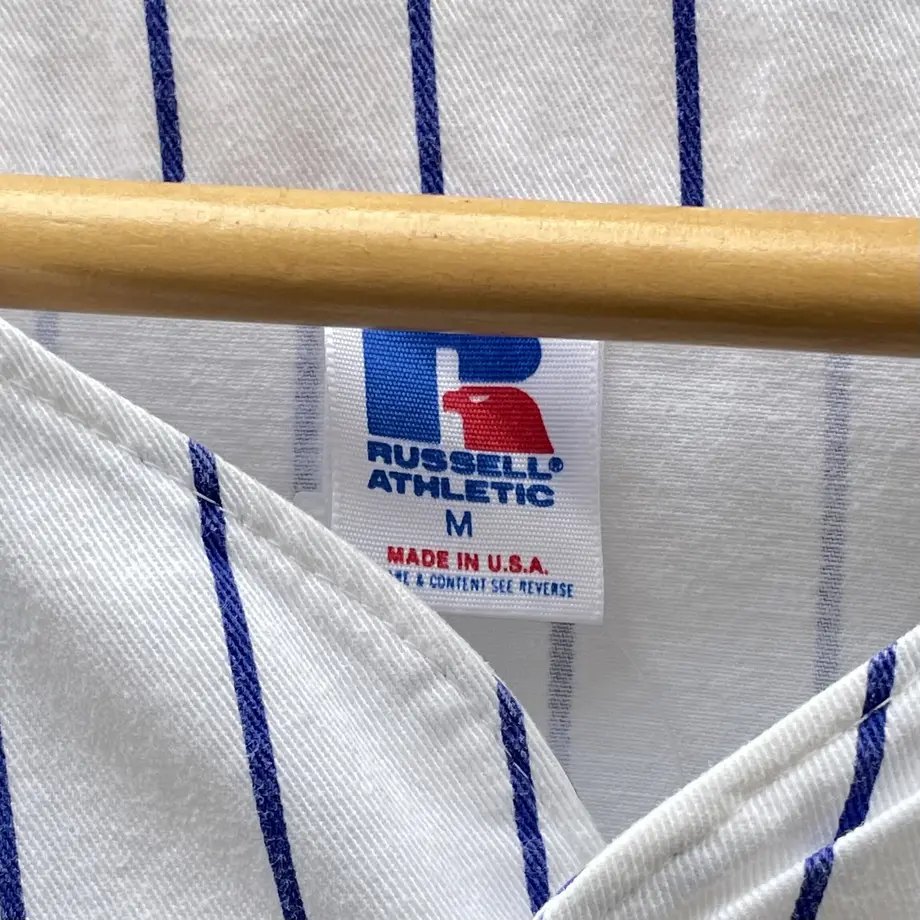 RUSSELL®
ATHLETIC
M
MADE IN U.S.A.
& CONTENT SEE REVERSE